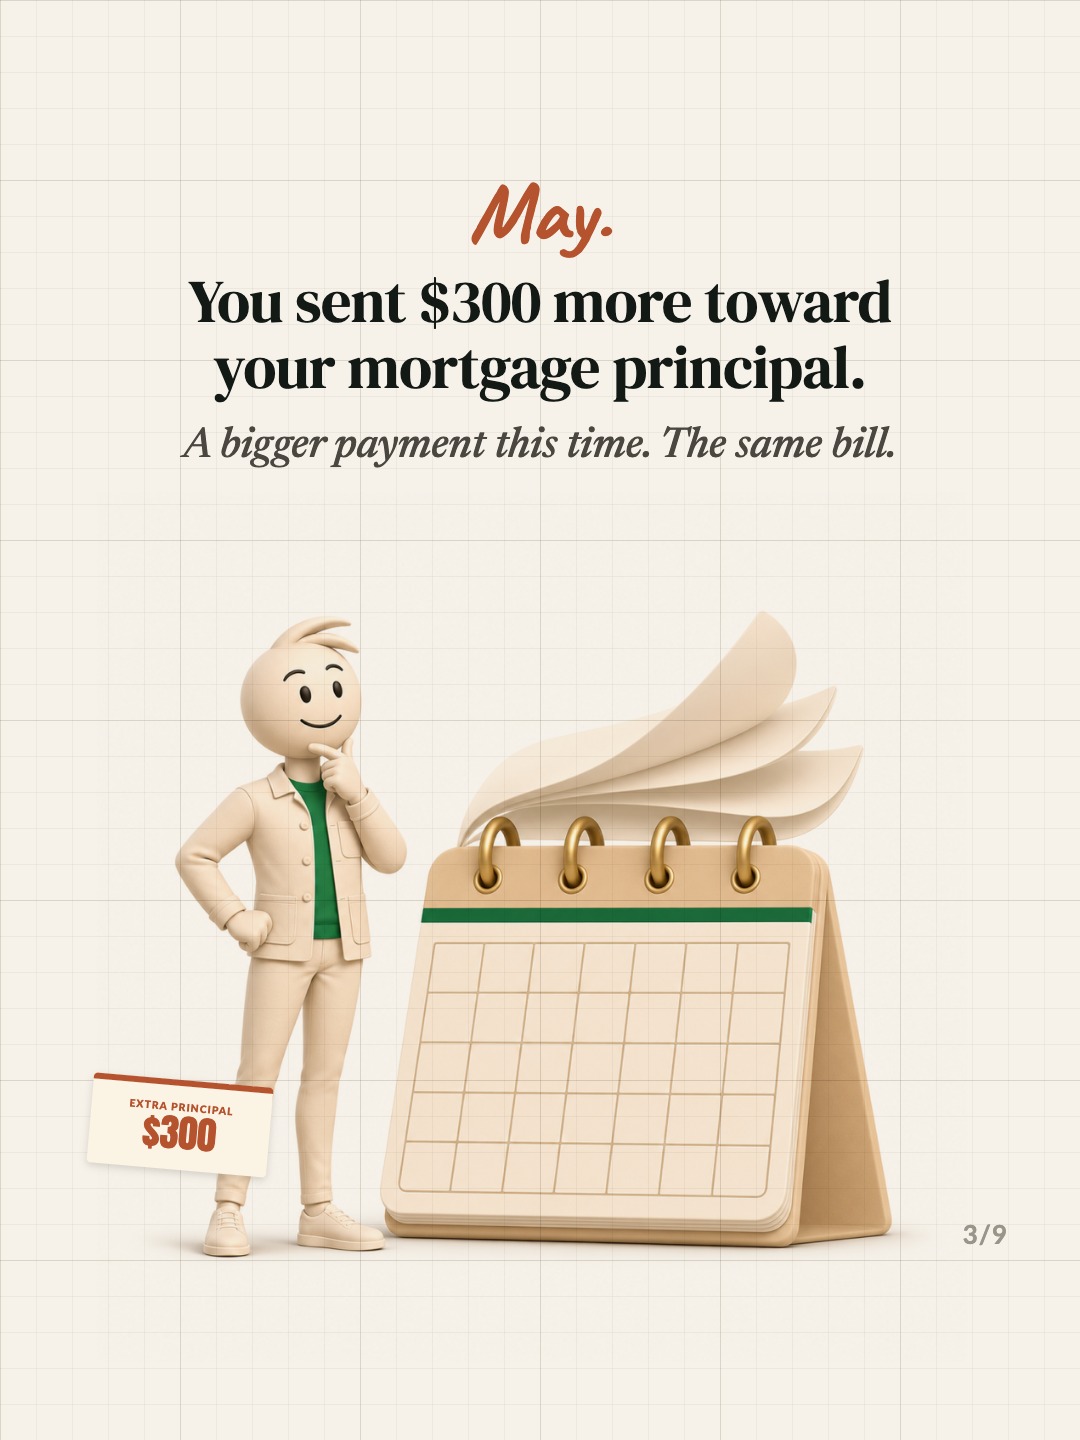 May.
You sent $300 more toward
your mortgage principal.
A bigger payment this time. The same bill.
EXTRA PRINCIPAL
$300
3/9